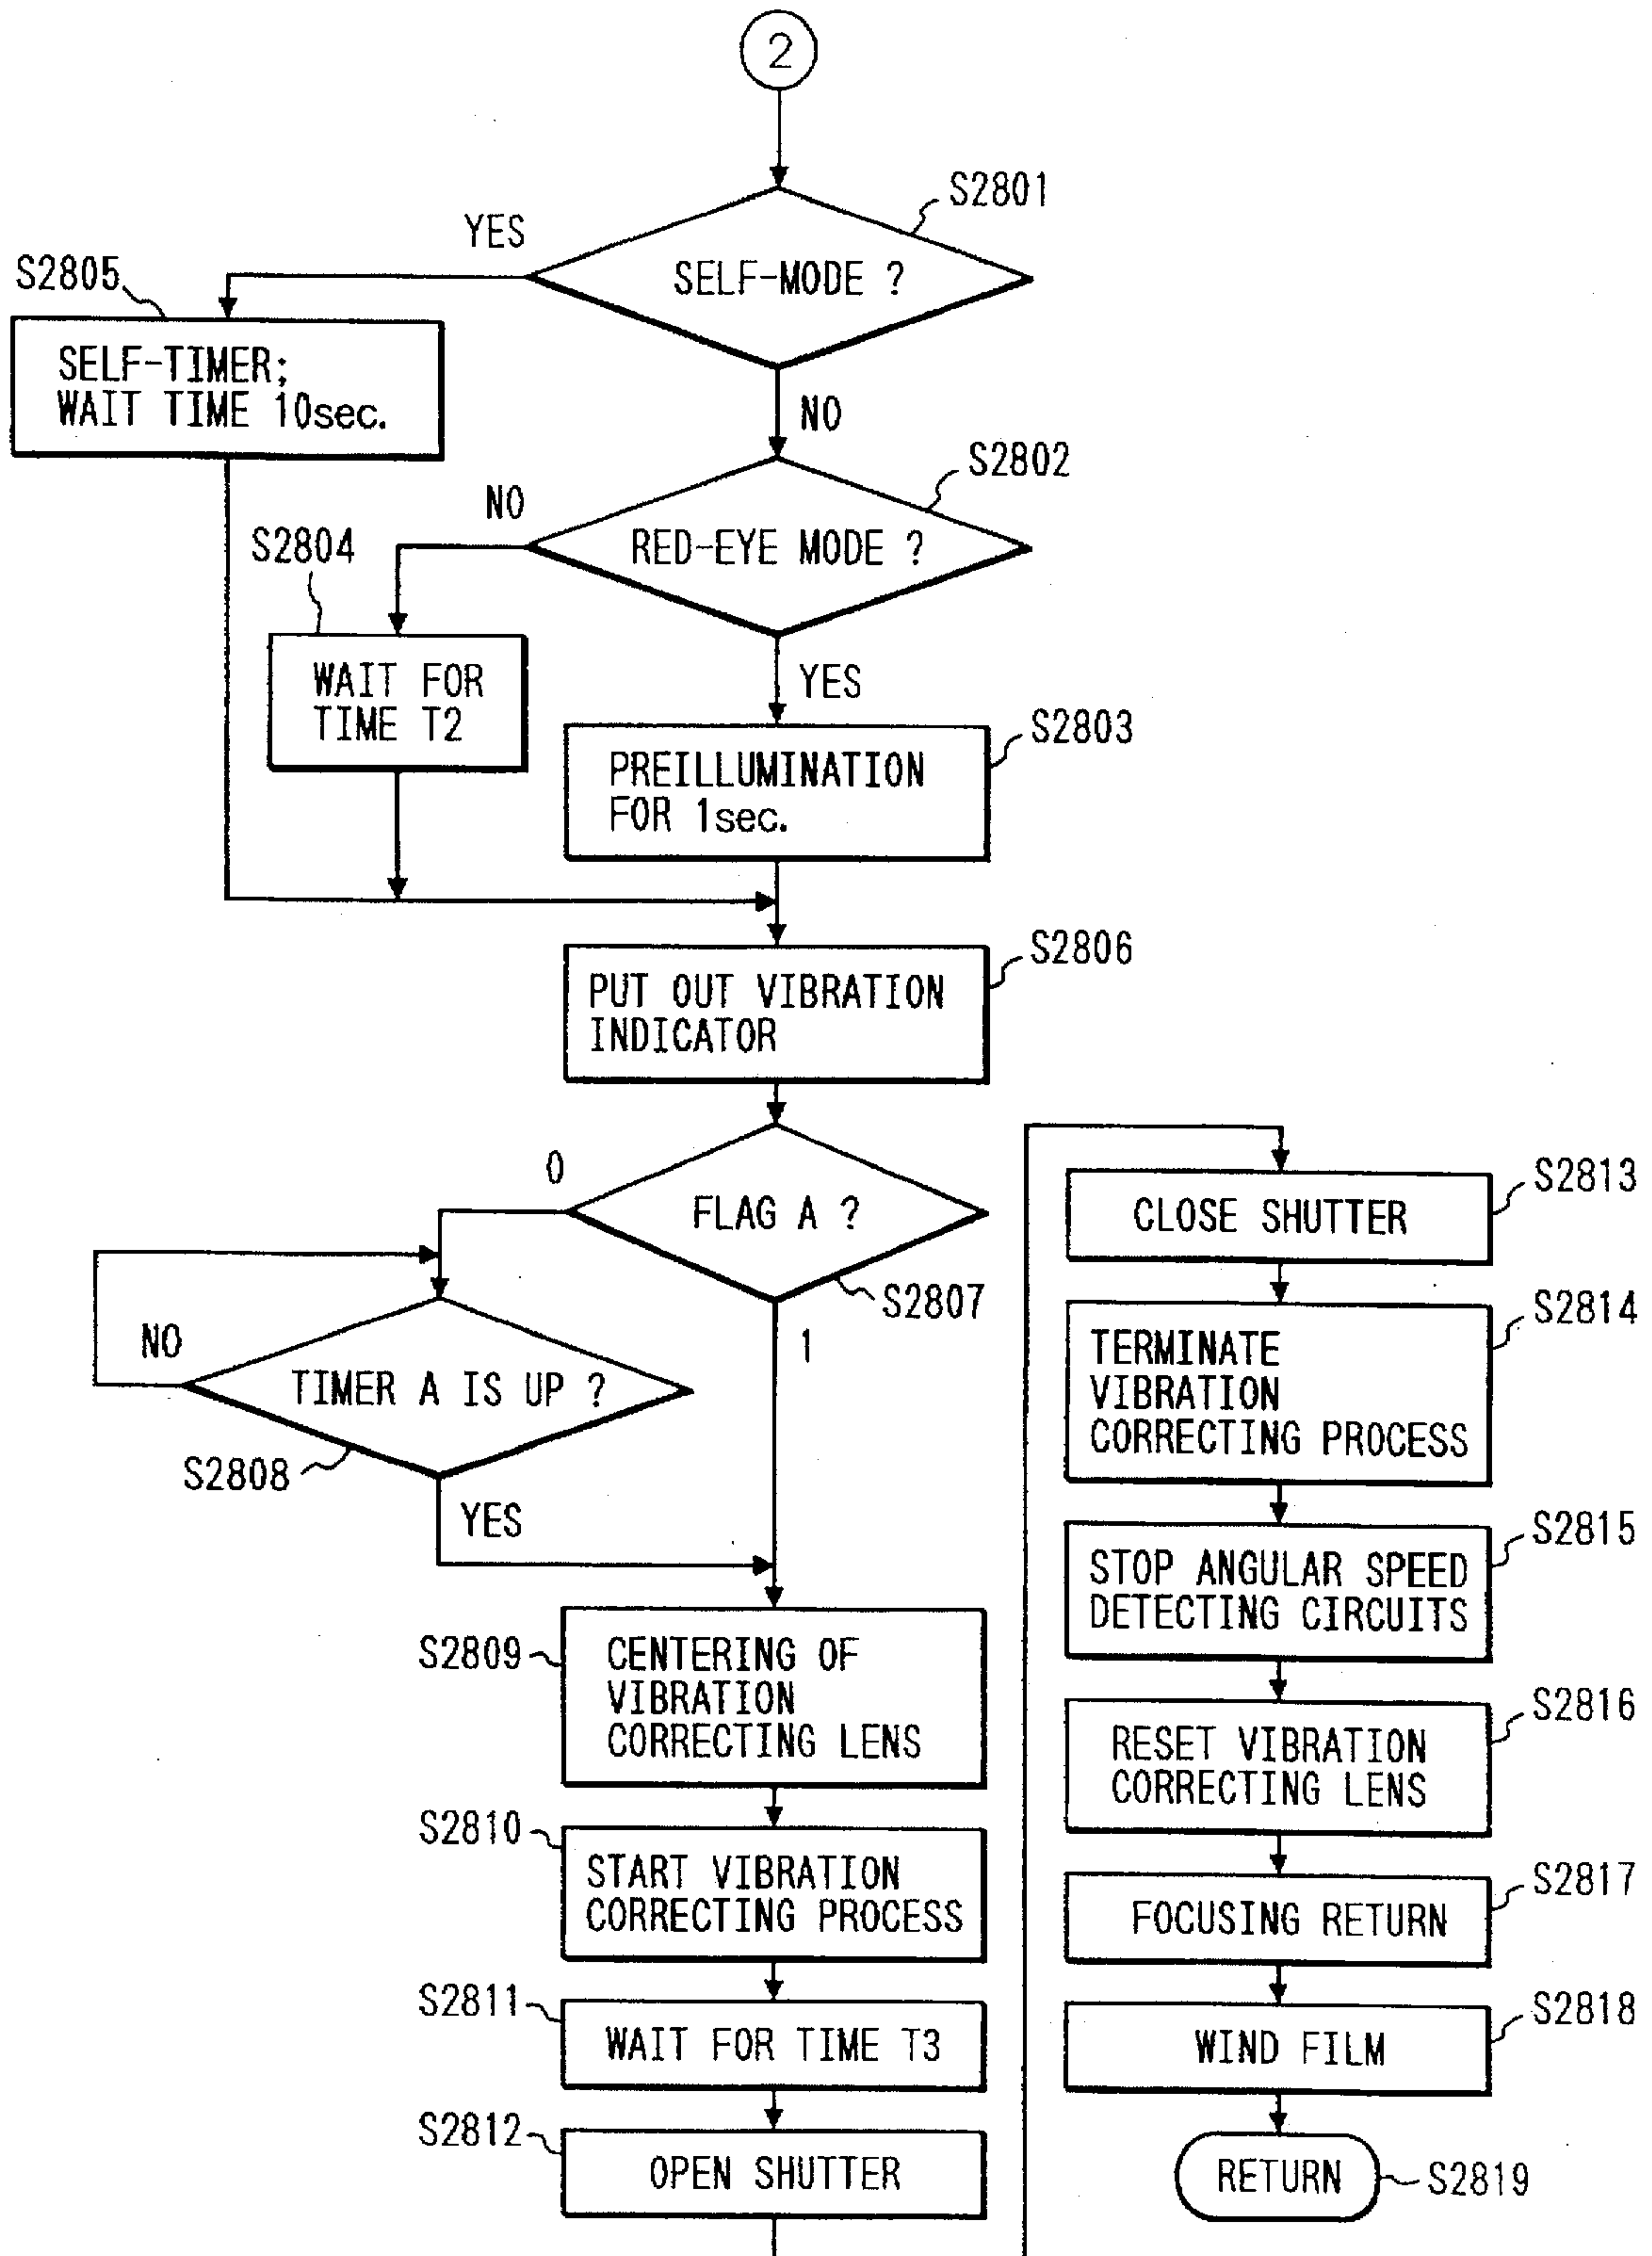 2
S2801
YES
SELF-MODE ?
S2805
SELF-TIMER;
WAIT TIME 10sec.
NO
S2802
NO
RED-EYE MODE ?
S2804
WAIT FOR
TIME T2
YES
S2803
PREILLUMINATION
FOR 1sec.
S2806
PUT OUT VIBRATION
INDICATOR
0
FLAG A ?
S2807
1
NO
TIMER A IS UP ?
S2808
YES
S2809
CENTERING OF
VIBRATION
CORRECTING LENS
S2810
START VIBRATION
CORRECTING PROCESS
S2811
WAIT FOR TIME T3
S2812
OPEN SHUTTER
S2813
CLOSE SHUTTER
S2814
TERMINATE
VIBRATION
CORRECTING PROCESS
S2815
STOP ANGULAR SPEED
DETECTING CIRCUITS
S2816
RESET VIBRATION
CORRECTING LENS
S2817
FOCUSING RETURN
S2818
WIND FILM
RETURN
S2819